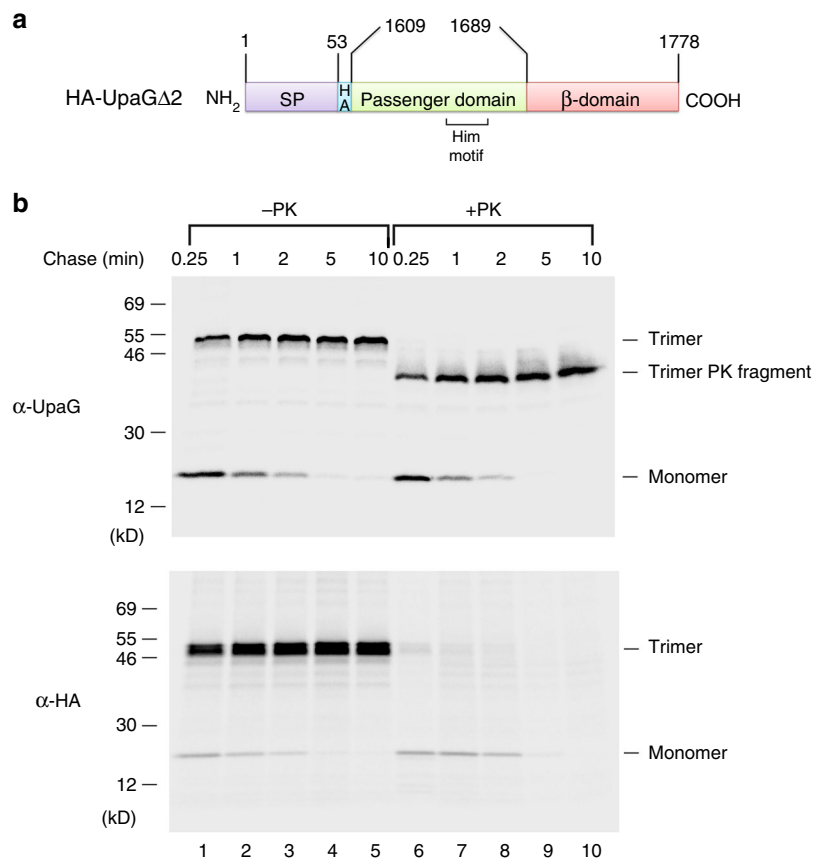 a
1 53 1609 1689 1778
HA-UpaGΔ2 NH2 SP HA Passenger domain β-domain COOH
Him
motif
b
–PK +PK
Chase (min) 0.25 1 2 5 10 0.25 1 2 5 10
69
55
46
30
12
(kD)
α-UpaG
Trimer
Trimer PK fragment
Monomer
69
55
46
30
12
(kD)
α-HA
Trimer
Monomer
1 2 3 4 5 6 7 8 9 10